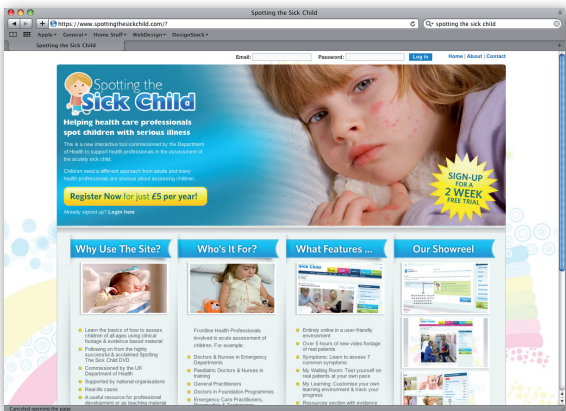 Spotting the Sick Child
https://www.spottingthesickchild.com/?
spotting the sick child
Apple General Home Stuff WebDesign DesignStock
Spotting the Sick Child
Email: Password: Log in Home | About | Contact
Spotting the
Sick Child
Helping health care professionals
spot children with serious illness
This is a new interactive tool commissioned by the Department
of Health to support health professionals in the assessment of
the acutely sick child.
Children need a different approach from adults and many
health professionals are anxious about assessing children.
Register Now for just £5 per year!
Already signed up? Login here
SIGN-UP
FOR A
2 WEEK
FREE TRIAL
Why Use The Site?
Learn the basics of how to assess
children of all ages using clinical
footage & evidence based material
Following on from the highly
successful & acclaimed Spotting
The Sick Child DVD
Commissioned by the UK
Department of Health
Supported by national organisations
Real life cases
A useful resource for professional
development or as teaching material
Who's It For?
Frontline Health Professionals
involved in acute assessment of
children. For example:
Doctors & Nurses in Emergency
Departments
Paediatric Doctors & Nurses in
training
General Practitioners
Doctors in Foundation Programmes
Emergency Care Practitioners,
What Features ...
Entirely online in a user-friendly
environment
Over 5 hours of new video footage
of real patients
Symptoms: Learn to assess 7
common symptoms
My Waiting Room: Test yourself on
real patients at your own pace
My Learning: Customise your own
learning environment & track your
progress
Resources section with evidence
Our Showreel
Canceled opening the page